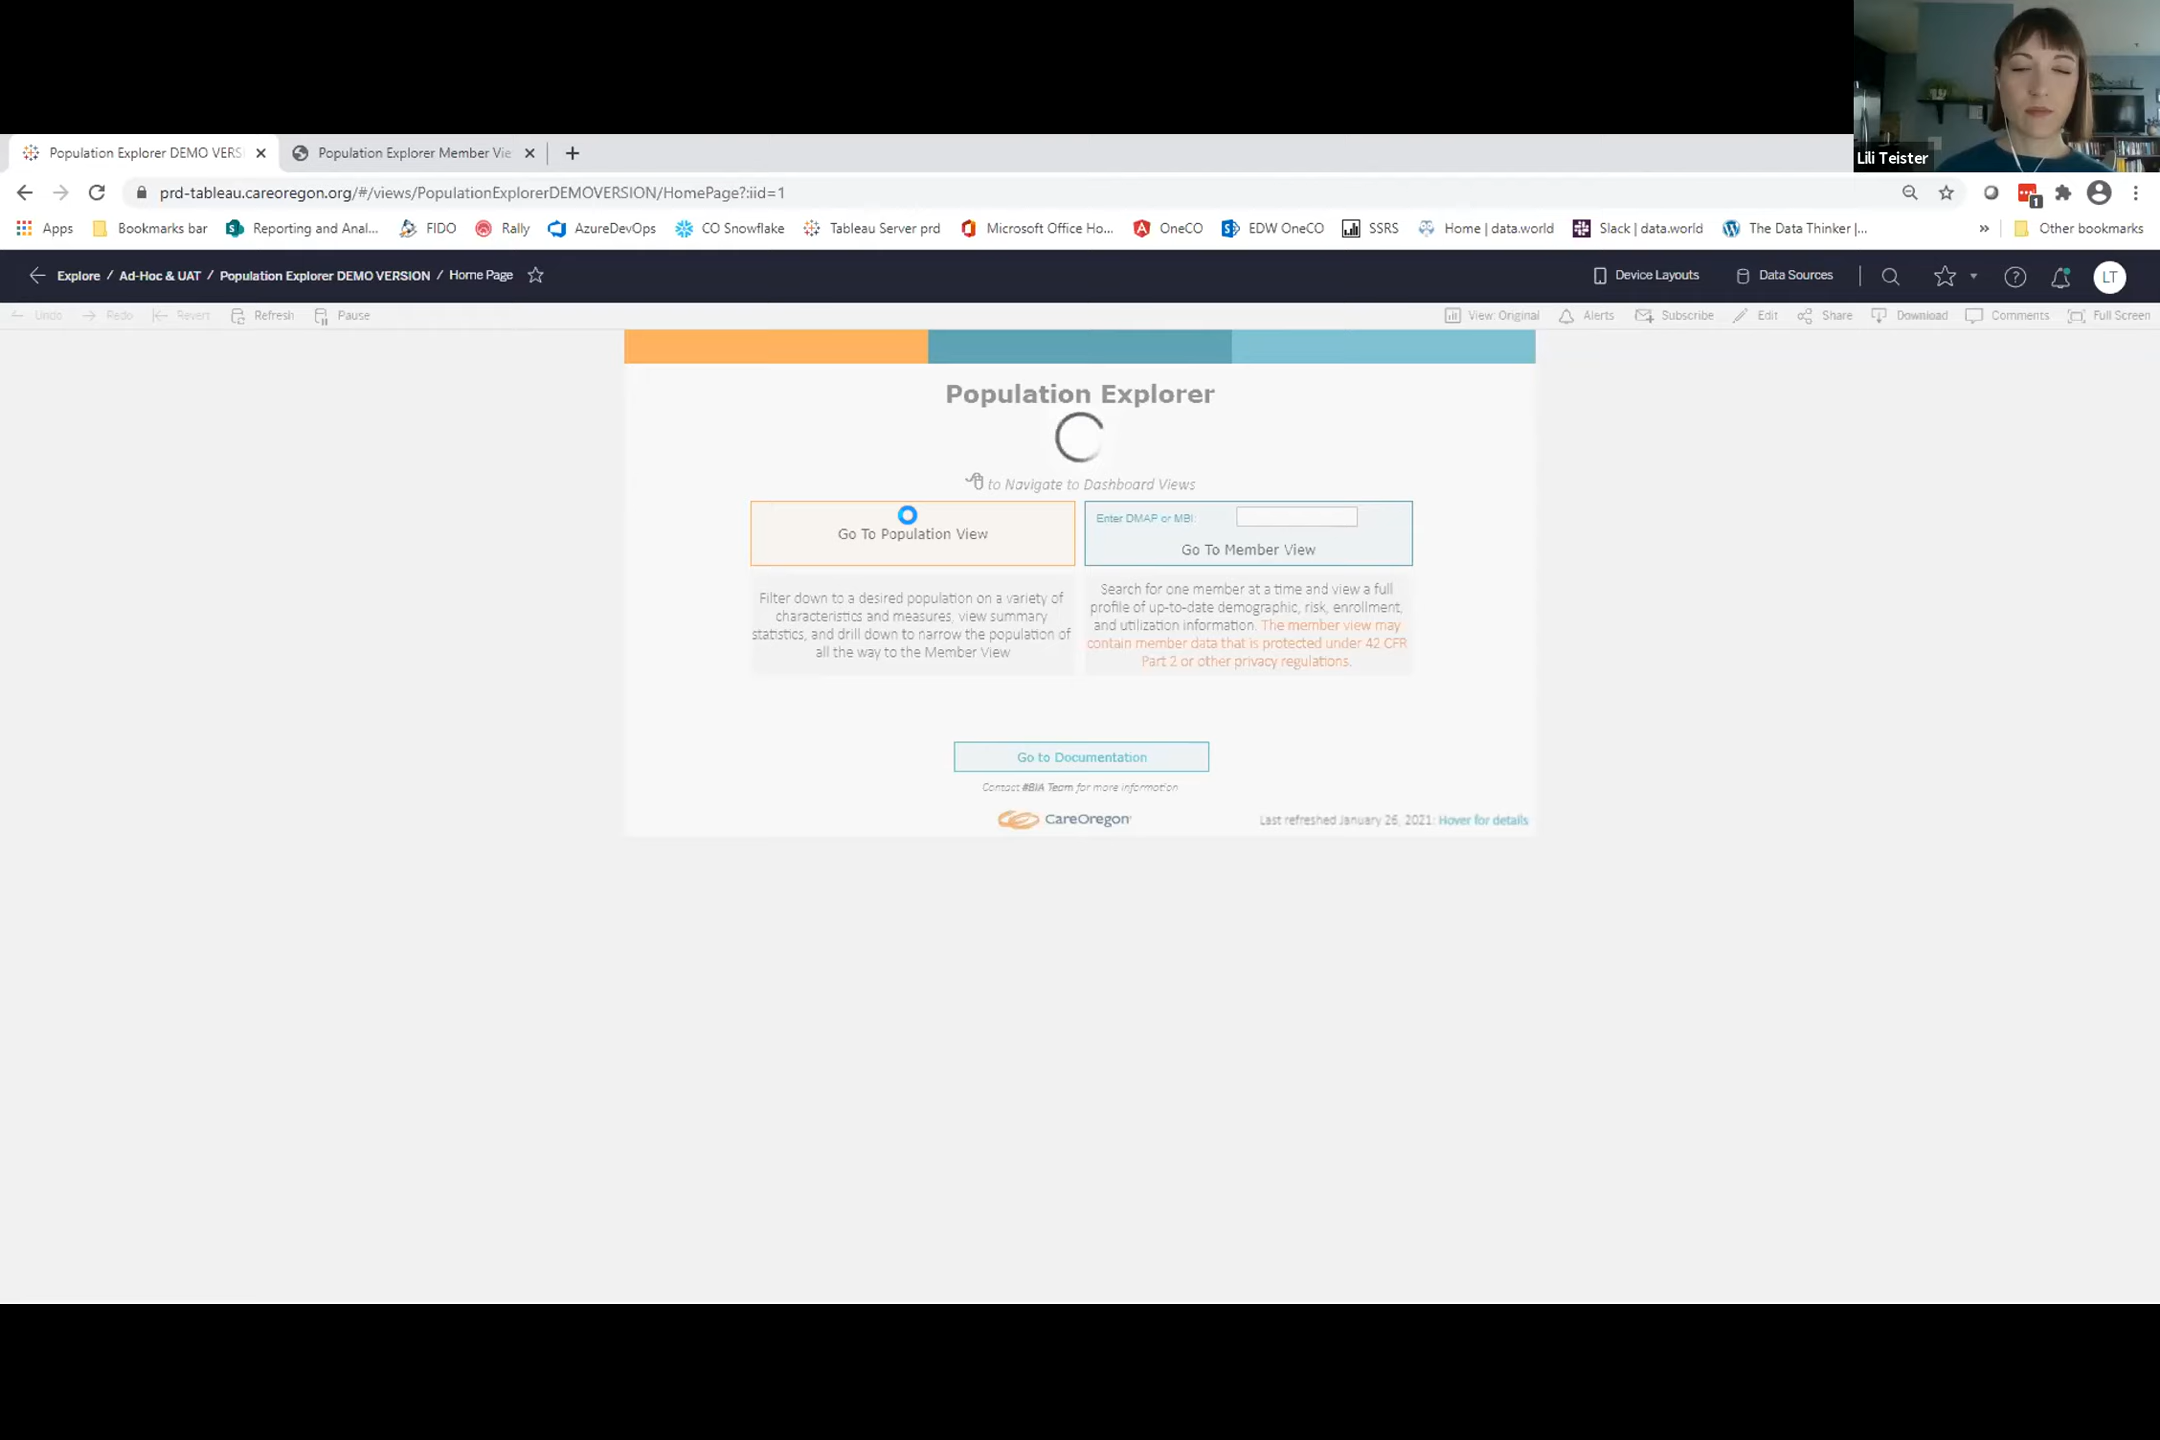 Lili Teister
Population Explorer DEMO VERS
Population Explorer Member Vie
prd-tableau.careoregon.org/#/views/PopulationExplorerDEMOVERSION/HomePage?:iid=1
1
Apps Bookmarks bar Reporting and Anal... FIDO Rally AzureDevOps CO Snowflake Tableau Server prd Microsoft Office Ho... OneCO EDW OneCO SSRS Home | data.world Slack | data.world The Data Thinker |... » Other bookmarks
Explore / Ad-Hoc & UAT / Population Explorer DEMO VERSION / Home Page
Device Layouts Data Sources LT
Undo Redo Revert Refresh Pause View: Original Alerts Subscribe Edit Share Download Comments Full Screen
Population Explorer
to Navigate to Dashboard Views
Go To Population View
Enter DMAP or MBI:
Go To Member View
Filter down to a desired population on a variety of
characteristics and measures, view summary
statistics, and drill down to narrow the population of
all the way to the Member View
Search for one member at a time and view a full
profile of up-to-date demographic, risk, enrollment,
and utilization information. The member view may
contain member data that is protected under 42 CFR
Part 2 or other privacy regulations.
Go to Documentation
Contact #BIA Team for more information
CareOregon
Last refreshed January 26, 2021: Hover for details